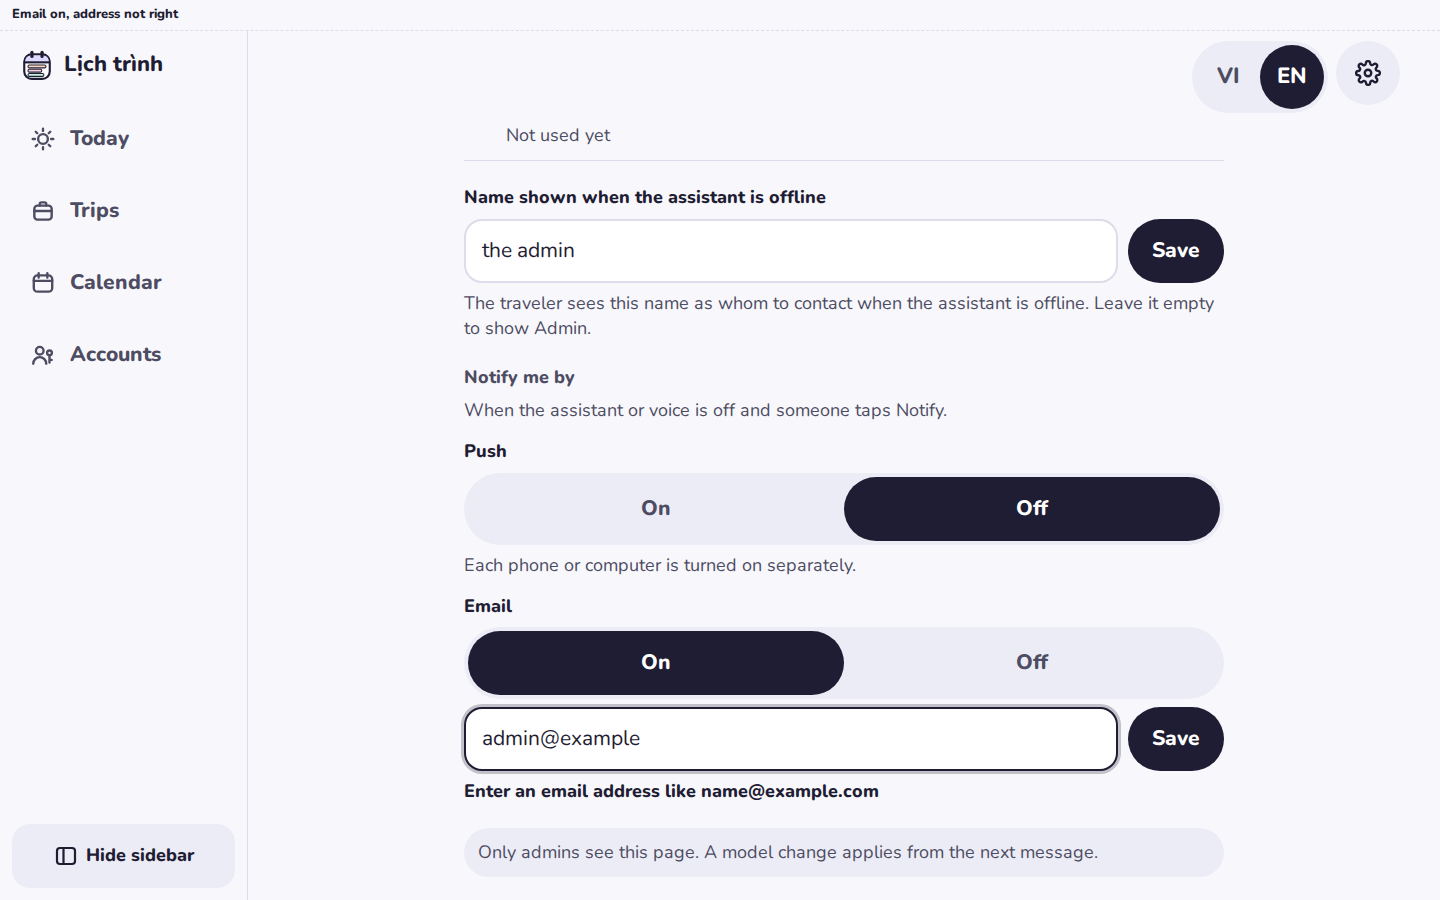 Email on, address not right
Lịch trình
VI
EN
Today
Trips
Calendar
Accounts
Hide sidebar
Not used yet
Name shown when the assistant is offline
the admin
Save
The traveler sees this name as whom to contact when the assistant is offline. Leave it empty
to show Admin.
Notify me by
When the assistant or voice is off and someone taps Notify.
Push
On
Off
Each phone or computer is turned on separately.
Email
On
Off
admin@example
Save
Enter an email address like name@example.com
Only admins see this page. A model change applies from the next message.